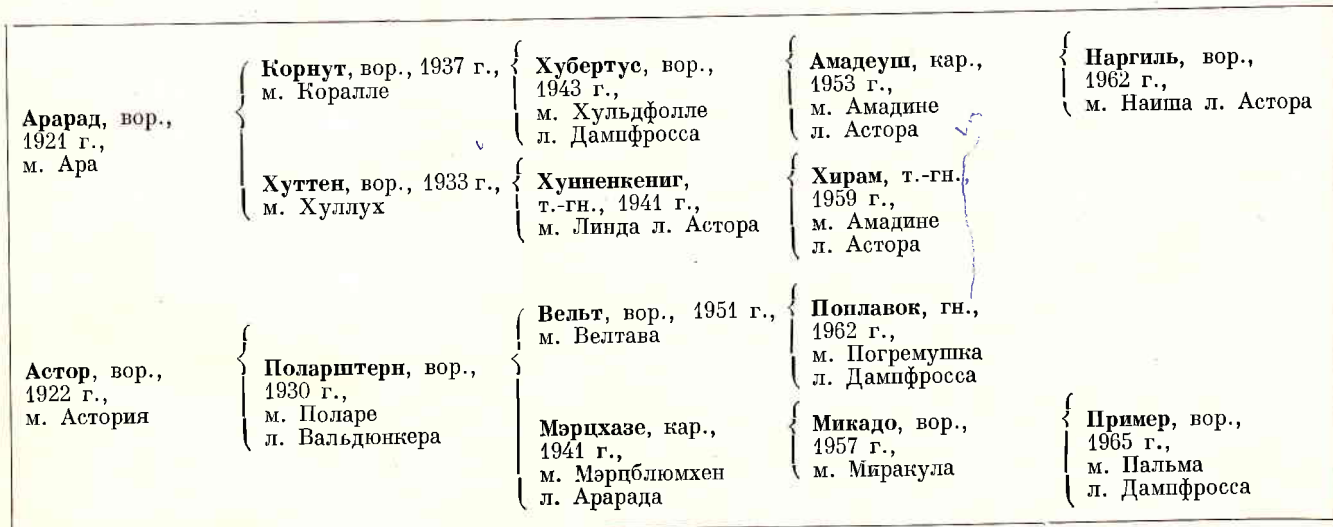 Арарад, вор.,
1921 г.,
м. Ара
Корнут, вор., 1937 г.,
м. Коралле
Хубертус, вор.,
1943 г.,
м. Хульдфолле
л. Дампфросса
Амадеуш, кар.,
1953 г.,
м. Амадине
л. Астора
Наргиль, вор.,
1962 г.,
м. Наиша л. Астора
Хуттен, вор., 1933 г.,
м. Хуллух
Хунненкениг,
т.-гн., 1941 г.,
м. Линда л. Астора
Хирам, т.-гн.,
1959 г.,
м. Амадине
л. Астора
Астор, вор.,
1922 г.,
м. Астория
Поларштерн, вор.,
1930 г.,
м. Поларе
л. Вальдюнкера
Вельт, вор., 1951 г.,
м. Велтава
Поплавок, гн.,
1962 г.,
м. Погремушка
л. Дампфросса
Мэрцхазе, кар.,
1941 г.,
м. Мэрцблюмхен
л. Арарада
Микадо, вор.,
1957 г.,
м. Миракула
Пример, вор.,
1965 г.,
м. Пальма
л. Дампфросса